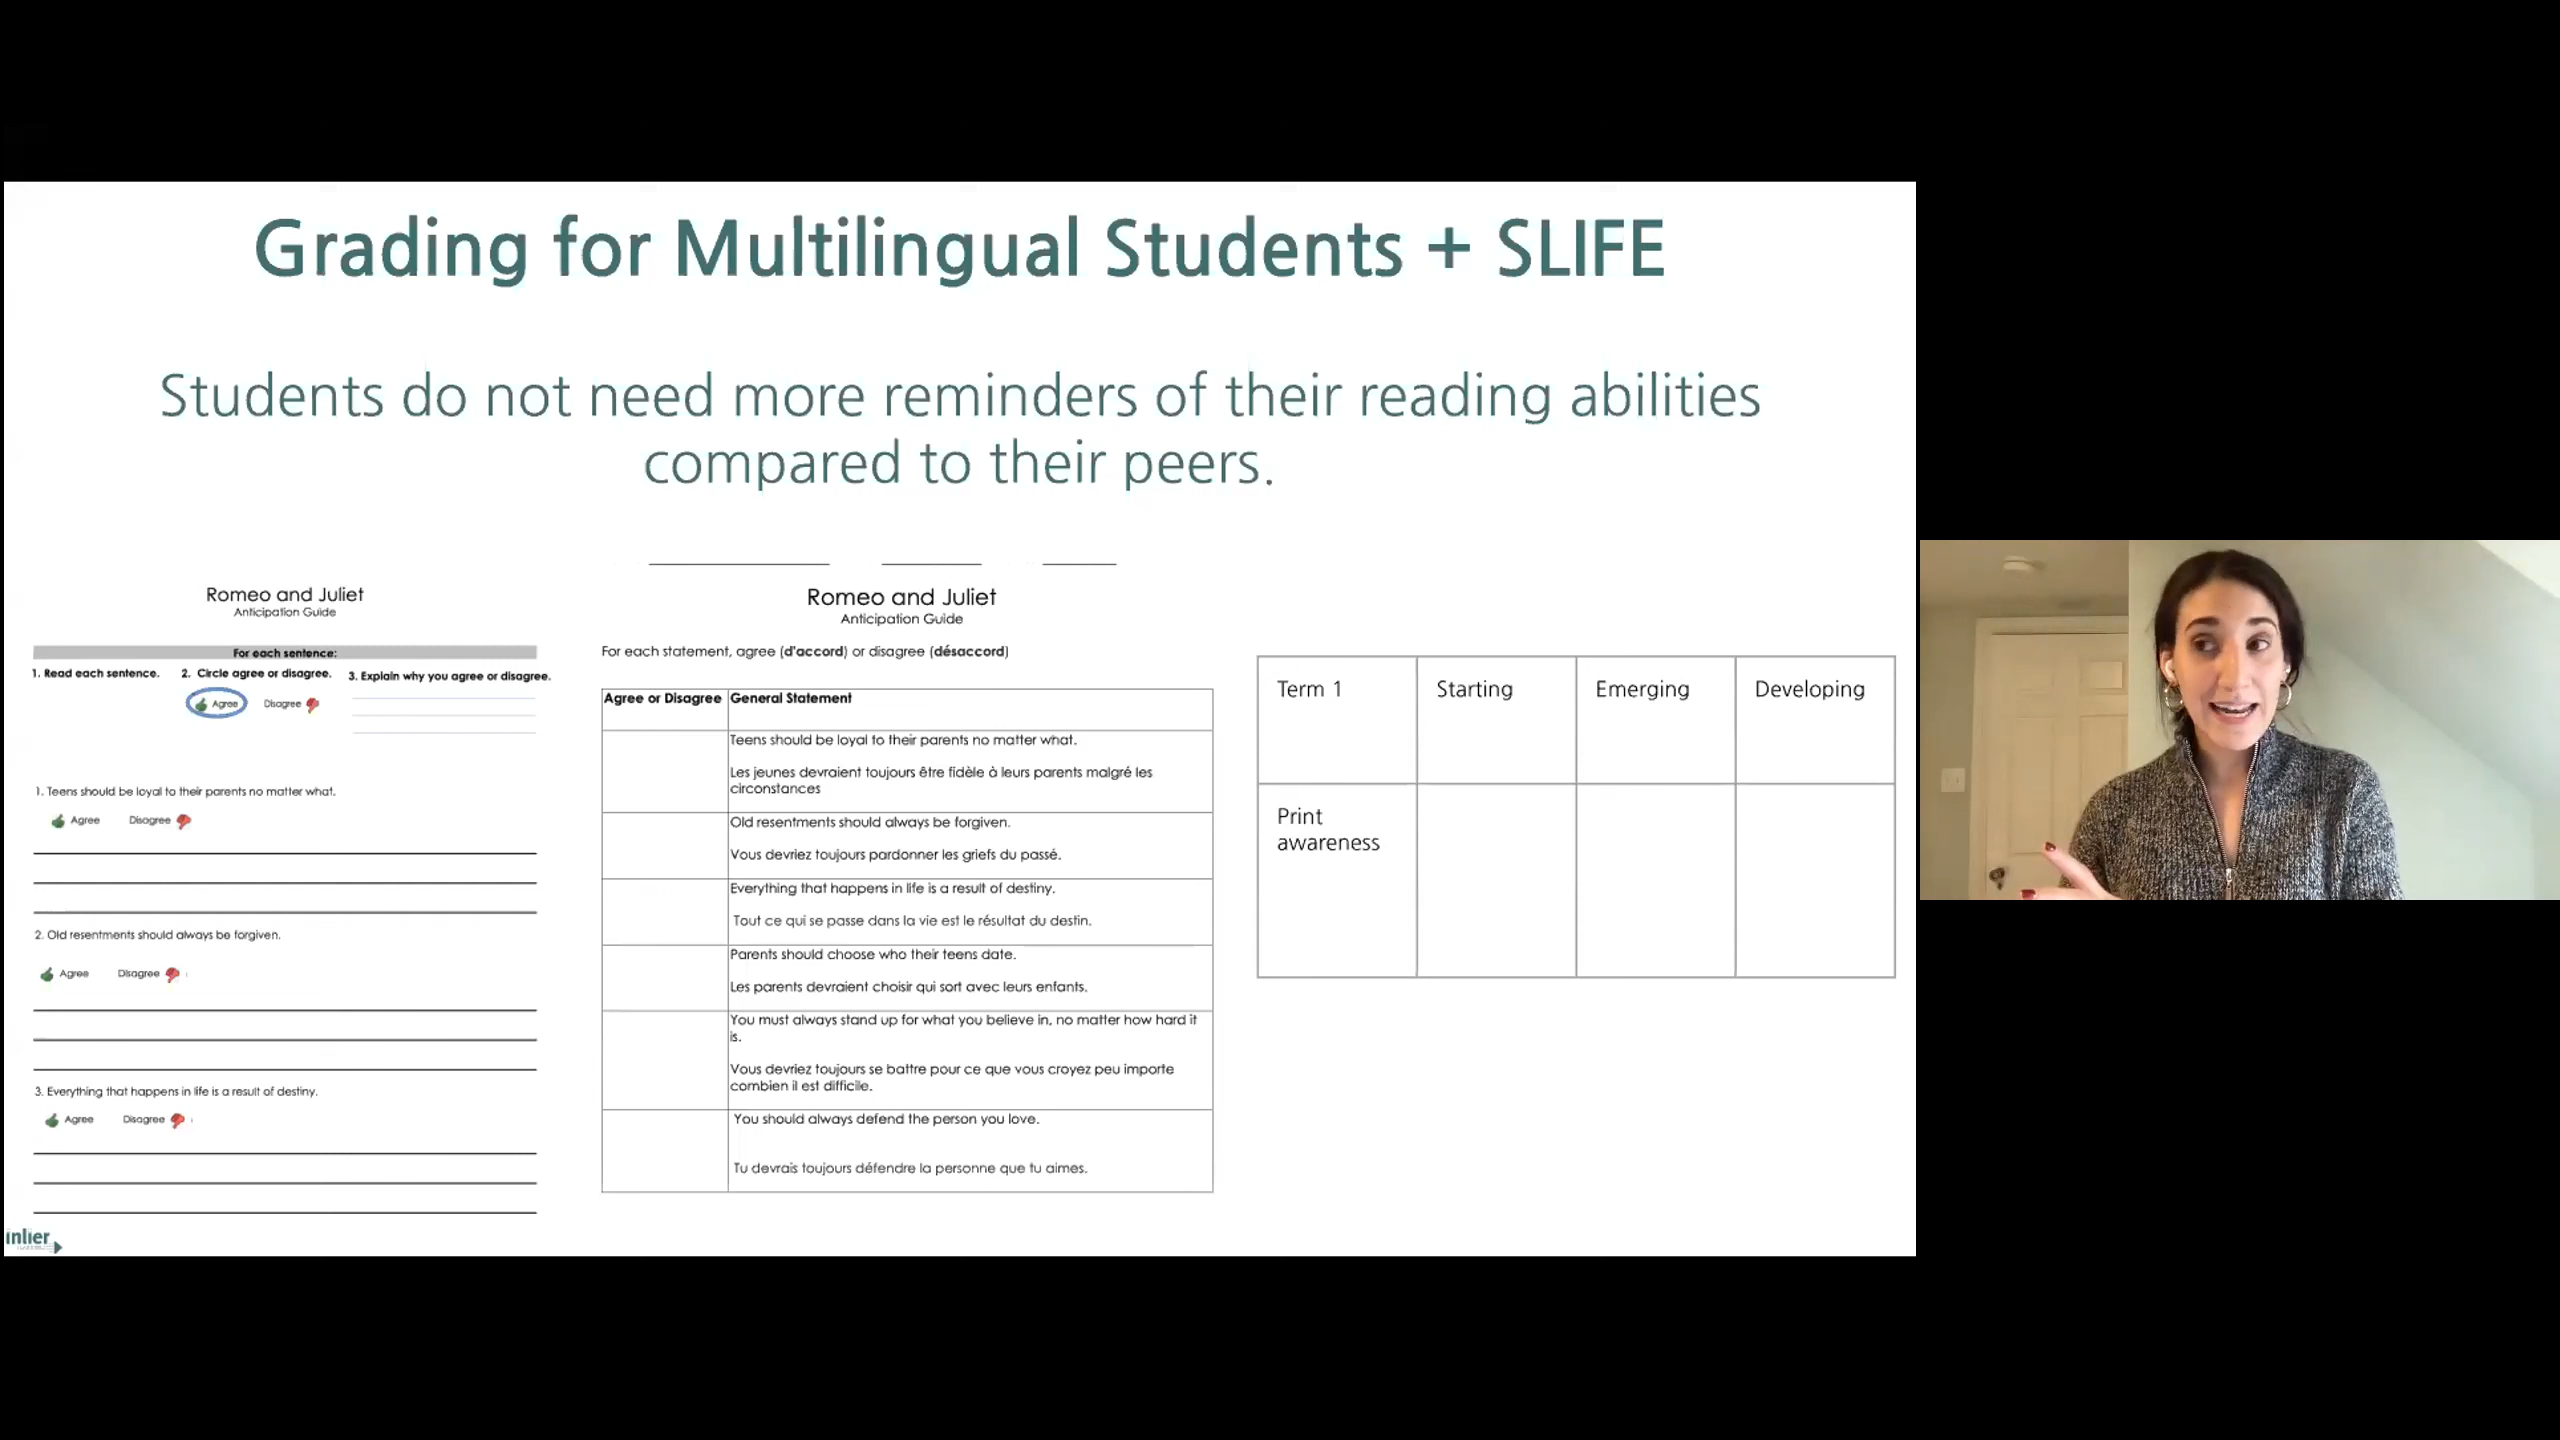 Grading for Multilingual Students + SLIFE
Students do not need more reminders of their reading abilities
compared to their peers.
Romeo and Juliet
Anticipation Guide
For each sentence:
1. Read each sentence.
2. Circle agree or disagree.
3. Explain why you agree or disagree.
Agree
Disagree
1. Teens should be loyal to their parents no matter what.
Agree
Disagree
2. Old resentments should always be forgiven.
Agree
Disagree
3. Everything that happens in life is a result of destiny.
Agree
Disagree
Romeo and Juliet
Anticipation Guide
For each statement, agree (d'accord) or disagree (désaccord)
Agree or Disagree
General Statement
Teens should be loyal to their parents no matter what.
Les jeunes devraient toujours être fidèle à leurs parents malgré les
circonstances
Old resentments should always be forgiven.
Vous devriez toujours pardonner les griefs du passé.
Everything that happens in life is a result of destiny.
Tout ce qui se passe dans la vie est le résultat du destin.
Parents should choose who their teens date.
Les parents devraient choisir qui sort avec leurs enfants.
You must always stand up for what you believe in, no matter how hard it
is.
Vous devriez toujours se battre pour ce que vous croyez peu importe
combien il est difficile.
You should always defend the person you love.
Tu devrais toujours défendre la personne que tu aimes.
Term 1
Starting
Emerging
Developing
Print
awareness
inlier